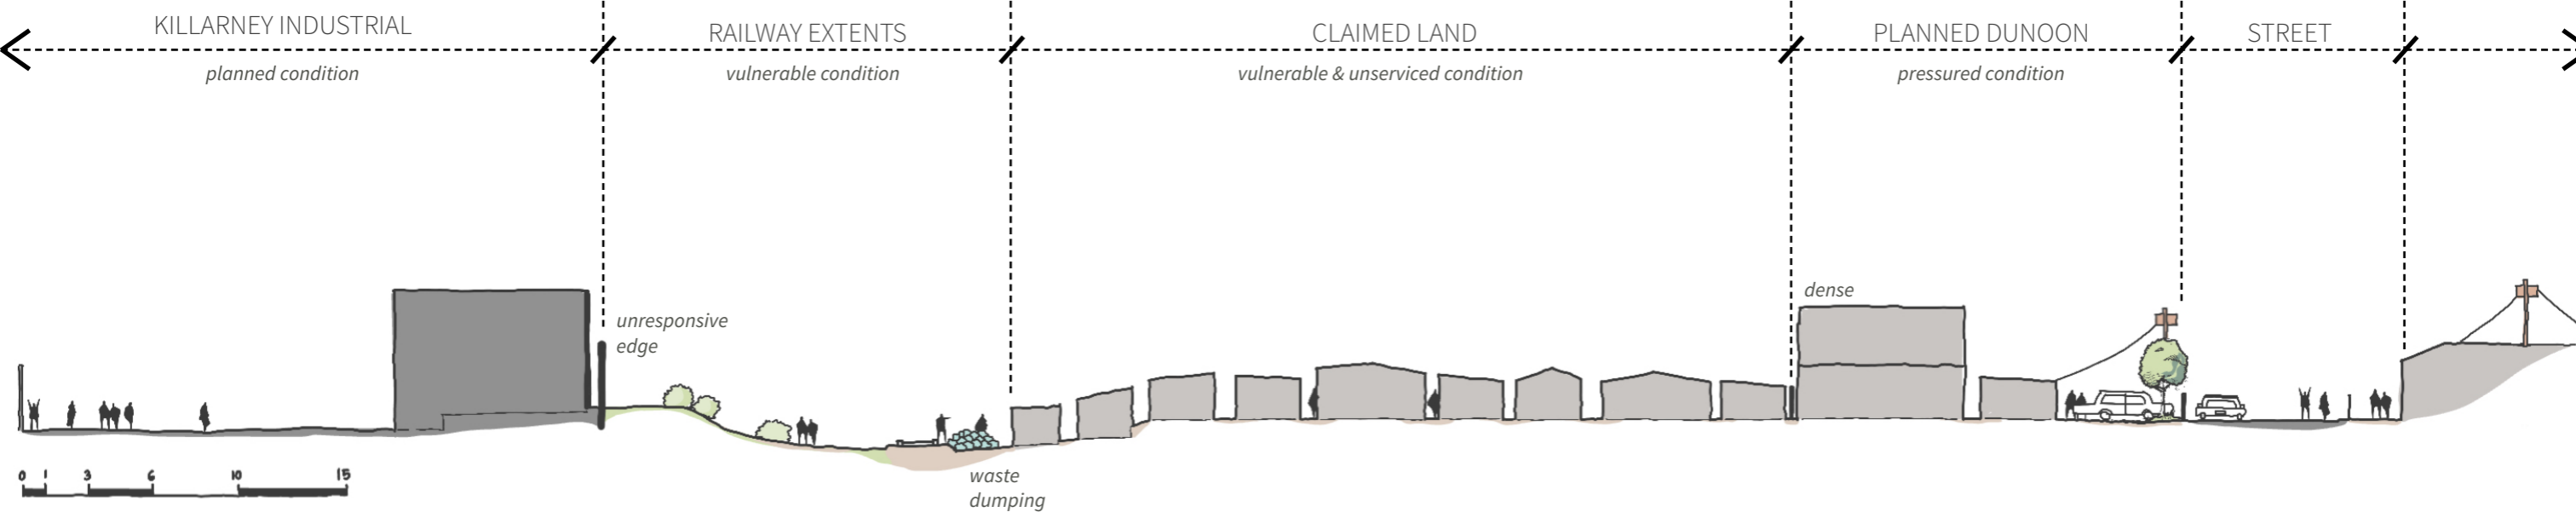 KILLARNEY INDUSTRIAL
RAILWAY EXTENTS
CLAIMED LAND
PLANNED DUNOON
STREET
planned condition
vulnerable condition
vulnerable & unserviced condition
pressured condition
dense
unresponsive
edge
waste
dumping
0 1 3 6 10 15